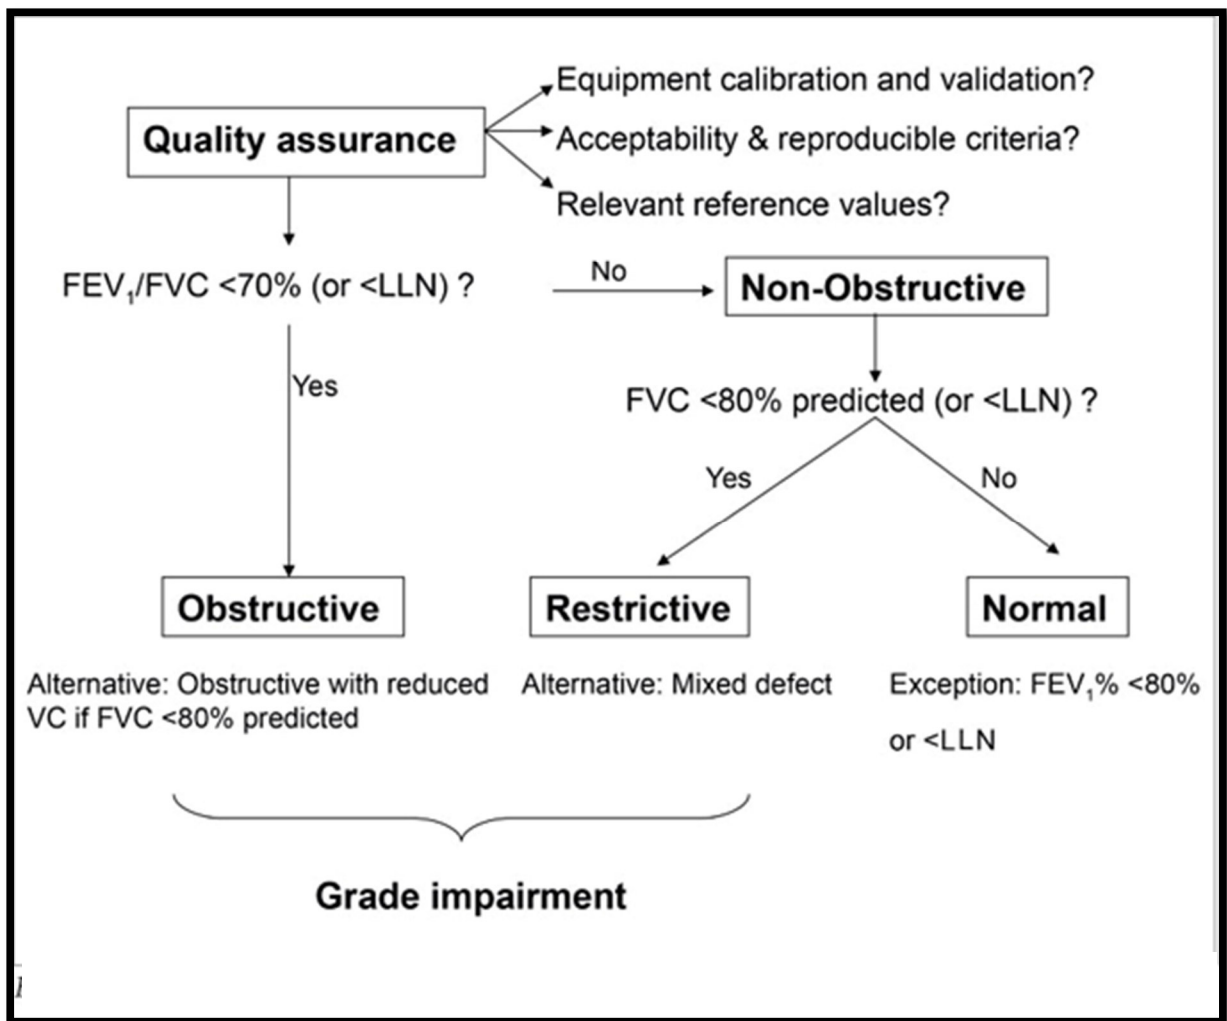 Equipment calibration and validation?
Quality assurance
Acceptability & reproducible criteria?
Relevant reference values?
FEV₁/FVC <70% (or <LLN) ?
No
Non-Obstructive
Yes
FVC <80% predicted (or <LLN) ?
Yes
No
Obstructive
Restrictive
Normal
Alternative: Obstructive with reduced
VC if FVC <80% predicted
Alternative: Mixed defect
Exception: FEV₁% <80%
or <LLN
Grade impairment